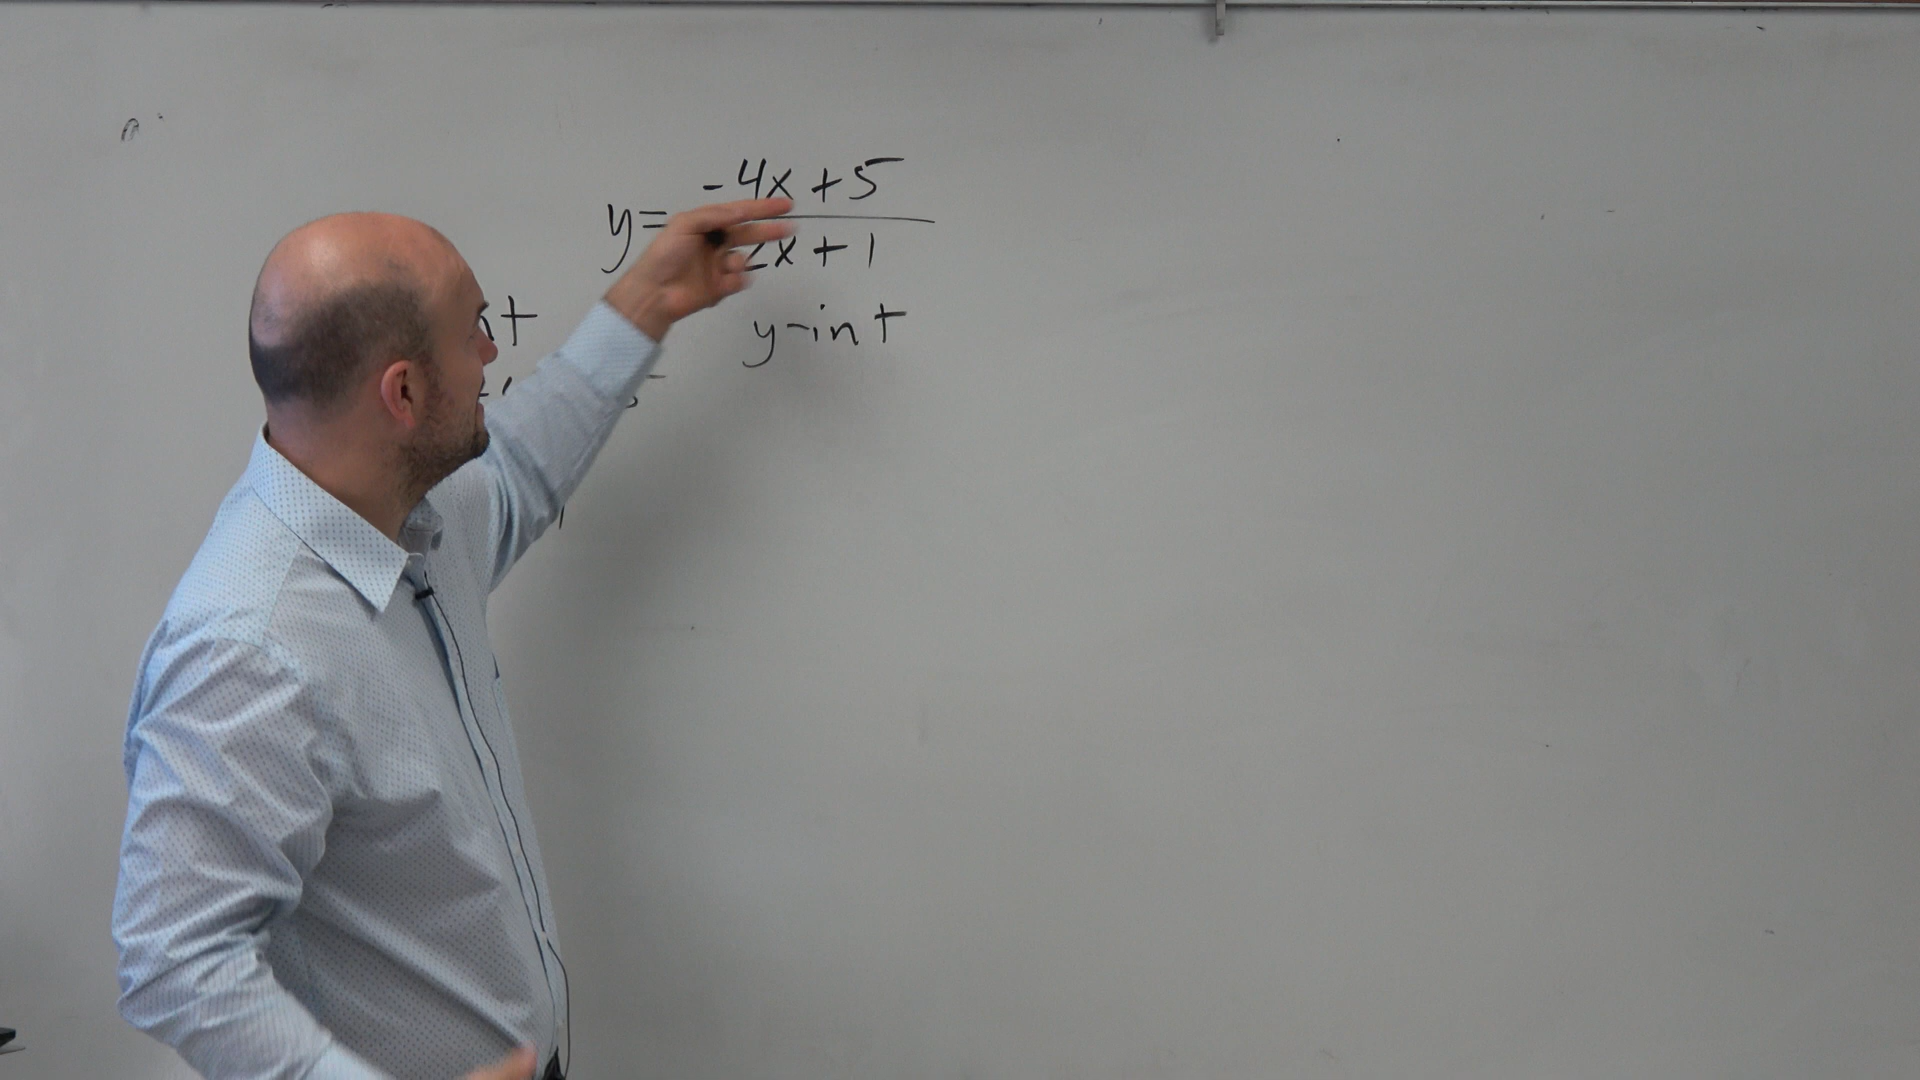 y= -4x+5
2x+1
y-int